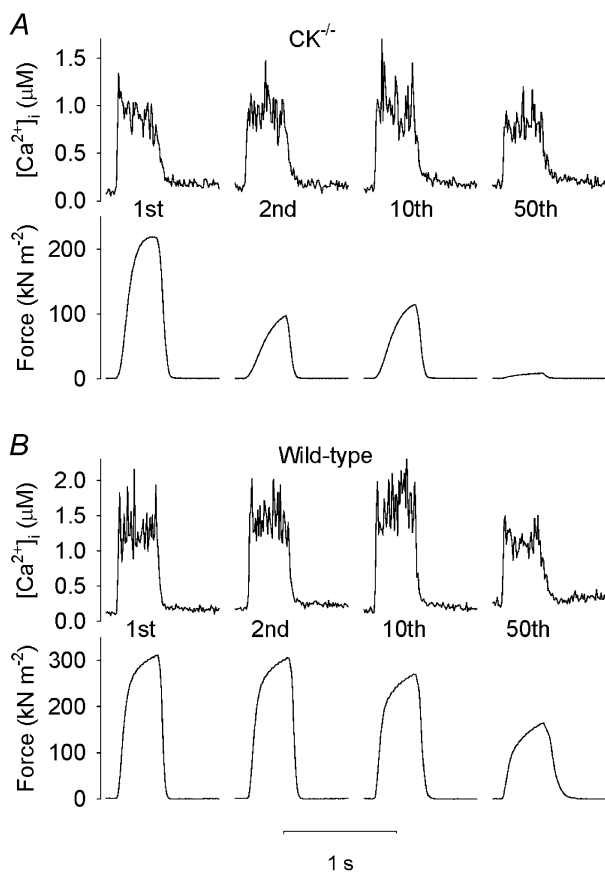 A
CK-/-
[Ca2+]i (µM)
1.5
1.0
0.5
0.0
1st 2nd 10th 50th
Force (kN m-2)
200
100
0
B
Wild-type
[Ca2+]i (µM)
2.0
1.5
1.0
0.5
0.0
1st 2nd 10th 50th
Force (kN m-2)
300
200
100
0
1 s